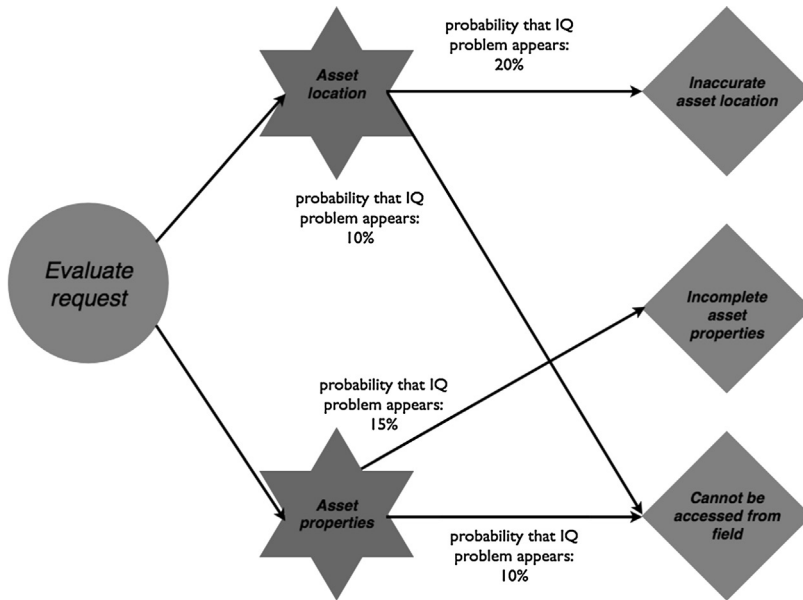 probability that IQ
problem appears:
20%
Asset
location
Inaccurate
asset location
probability that IQ
problem appears:
10%
Evaluate
request
Incomplete
asset
properties
probability that IQ
problem appears:
15%
Asset
properties
Cannot be
accessed from
field
probability that IQ
problem appears:
10%